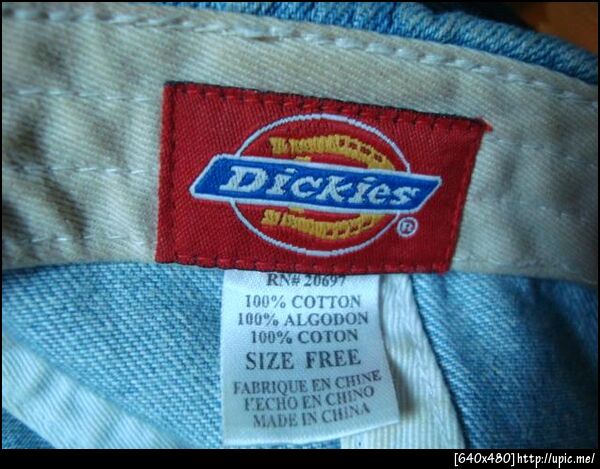 Dickies®
RN# 20697
100% COTTON
100% ALGODON
100% COTON
SIZE FREE
FABRIQUE EN CHINE
HECHO EN CHINO
MADE IN CHINA
[640x480]http://upic.me/